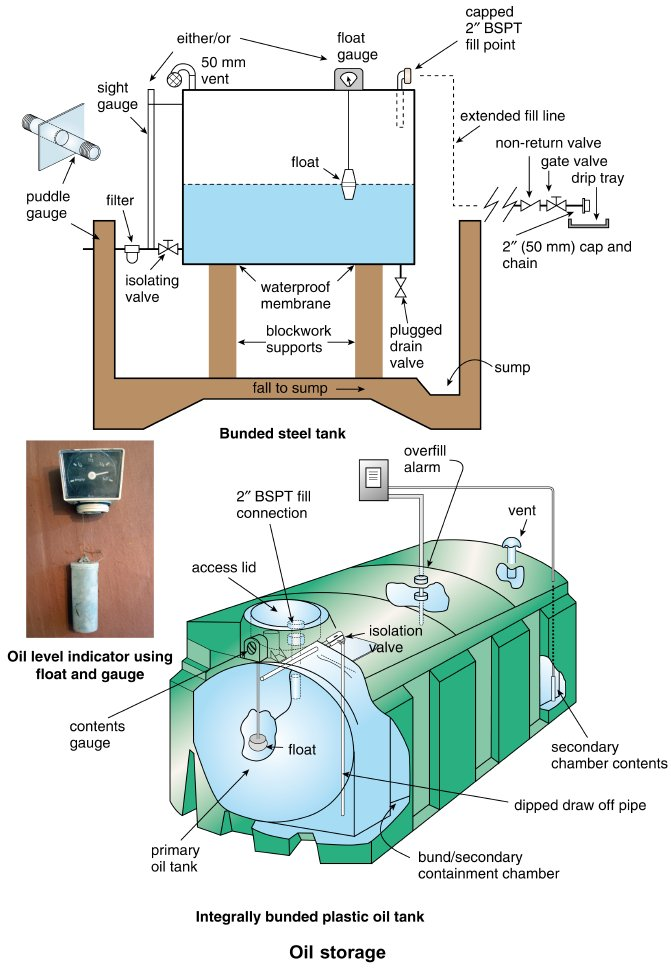 capped
2″ BSPT
fill point
float
gauge
either/or
50 mm
vent
sight
gauge
extended fill line
non-return valve
gate valve
drip tray
float
puddle
gauge
filter
2″ (50 mm) cap and
chain
isolating
valve
waterproof
membrane
blockwork
supports
plugged
drain
valve
sump
fall to sump
Bunded steel tank
overfill
alarm
2″ BSPT fill
connection
vent
access lid
isolation
valve
Oil level indicator using
float and gauge
contents
gauge
float
secondary
chamber contents
dipped draw off pipe
primary
oil tank
bund/secondary
containment chamber
Integrally bunded plastic oil tank
Oil storage